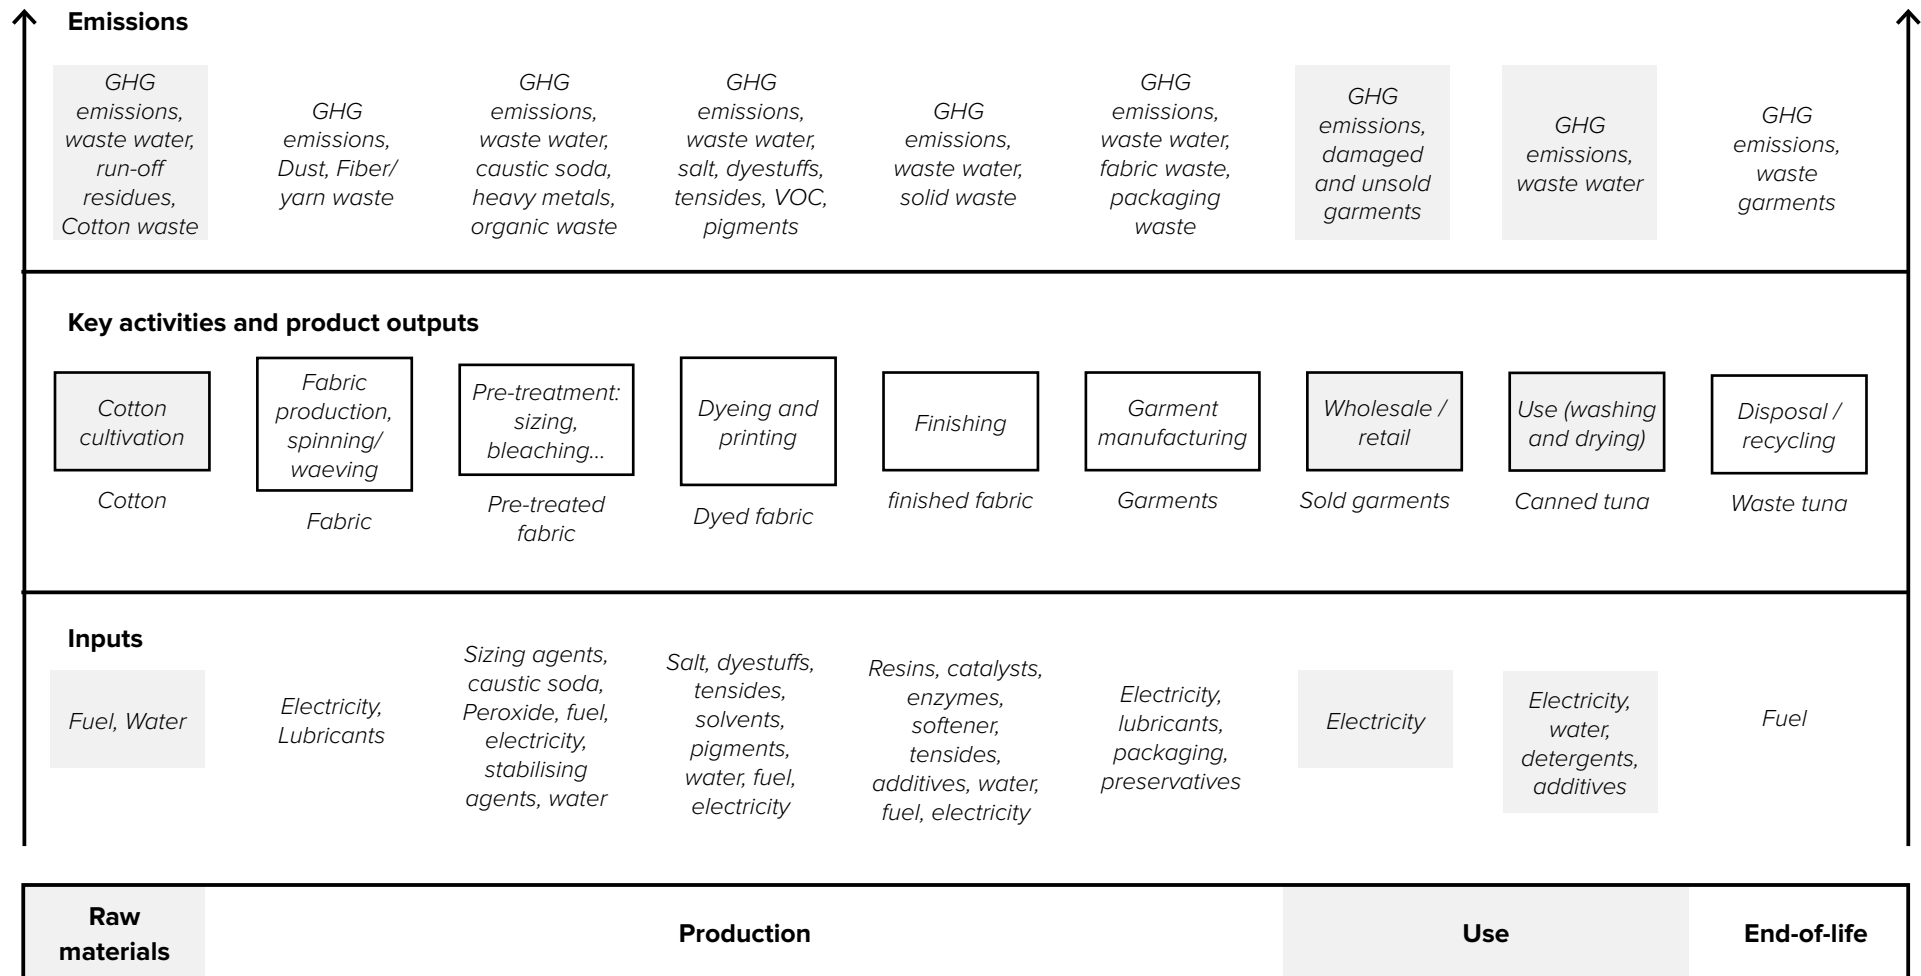 Emissions
GHG
emissions,
waste water,
run-off
residues,
Cotton waste
GHG
emissions,
Dust, Fiber/
yarn waste
GHG
emissions,
waste water,
caustic soda,
heavy metals,
organic waste
GHG
emissions,
waste water,
salt, dyestuffs,
tensides, VOC,
pigments
GHG
emissions,
waste water,
solid waste
GHG
emissions,
waste water,
fabric waste,
packaging
waste
GHG
emissions,
damaged
and unsold
garments
GHG
emissions,
waste water
GHG
emissions,
waste
garments
Key activities and product outputs
Cotton
cultivation
Fabric
production,
spinning/
waeving
Pre-treatment:
sizing,
bleaching...
Dyeing and
printing
Finishing
Garment
manufacturing
Wholesale /
retail
Use (washing
and drying)
Disposal /
recycling
Cotton
Fabric
Pre-treated
fabric
Dyed fabric
finished fabric
Garments
Sold garments
Canned tuna
Waste tuna
Inputs
Fuel, Water
Electricity,
Lubricants
Sizing agents,
caustic soda,
Peroxide, fuel,
electricity,
stabilising
agents, water
Salt, dyestuffs,
tensides,
solvents,
pigments,
water, fuel,
electricity
Resins, catalysts,
enzymes,
softener,
tensides,
additives, water,
fuel, electricity
Electricity,
lubricants,
packaging,
preservatives
Electricity
Electricity,
water,
detergents,
additives
Fuel
Raw
materials
Production
Use
End-of-life